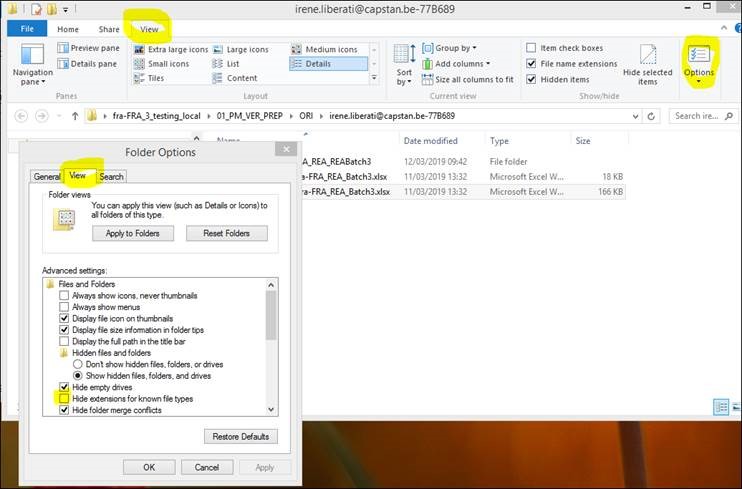 irene.liberati@capstan.be-77B689
File Home Share View
Preview pane
Details pane
Navigation
pane
Panes
Extra large icons Large icons Medium icons
Small icons List Details
Tiles Content
Layout
Sort
by
Group by
Add columns
Size all columns to fit
Current view
Item check boxes
File name extensions
Hidden items
Hide selected
items
Show/hide
Options
fra-FRA_3_testing_local 01_PM_VER_PREP ORI irene.liberati@capstan.be-77B689
Search ire...
Date modified Type Size
A_REA_REABatch3 12/03/2019 09:42 File folder
a-FRA_REA_Batch3.xlsx 11/03/2019 13:32 Microsoft Excel W... 18 KB
ra-FRA_REA_Batch3.xlsx 11/03/2019 13:32 Microsoft Excel W... 166 KB
Folder Options
General View Search
Folder views
You can apply this view (such as Details or Icons) to
all folders of this type.
Apply to Folders Reset Folders
Advanced settings:
Files and Folders
Always show icons, never thumbnails
Always show menus
Display file icon on thumbnails
Display file size information in folder tips
Display the full path in the title bar
Hidden files and folders
Don't show hidden files, folders, or drives
Show hidden files, folders, and drives
Hide empty drives
Hide extensions for known file types
Hide folder merge conflicts
Restore Defaults
OK Cancel Apply